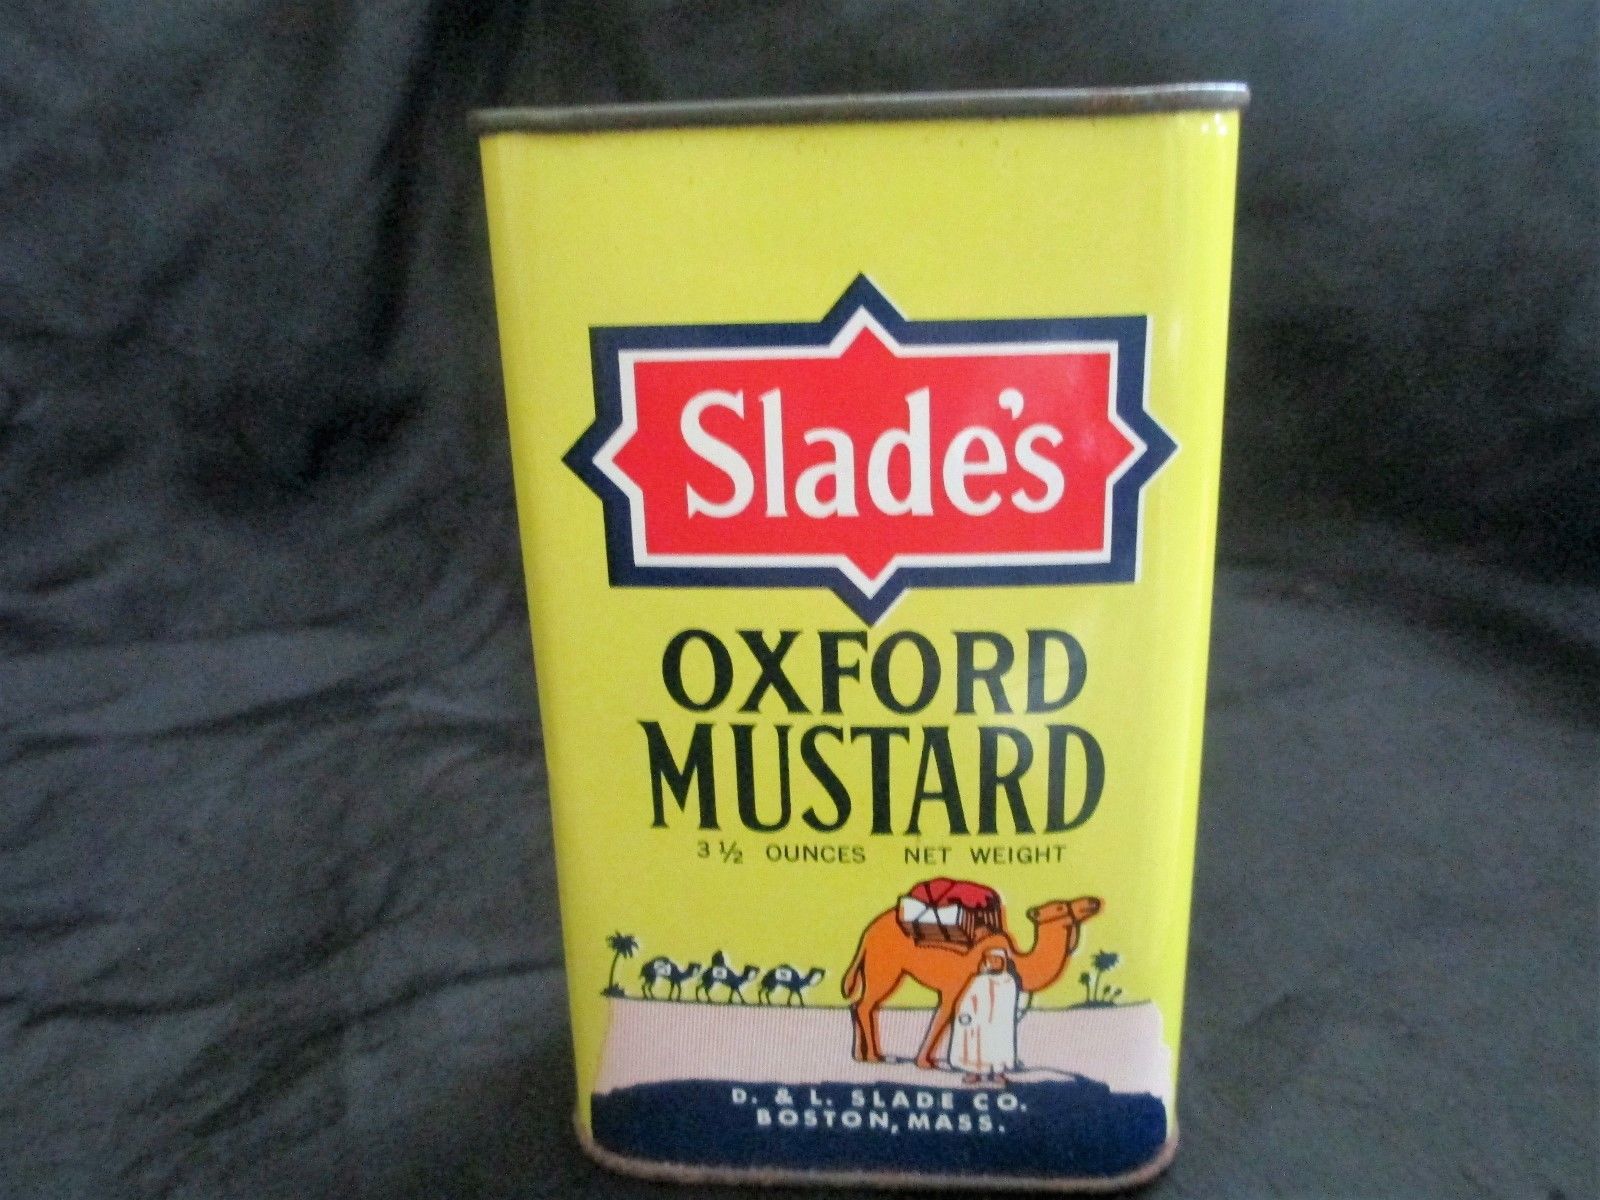 Slade's
OXFORD
MUSTARD
3 ½ OUNCES NET WEIGHT
D. & L. SLADE CO.
BOSTON, MASS.